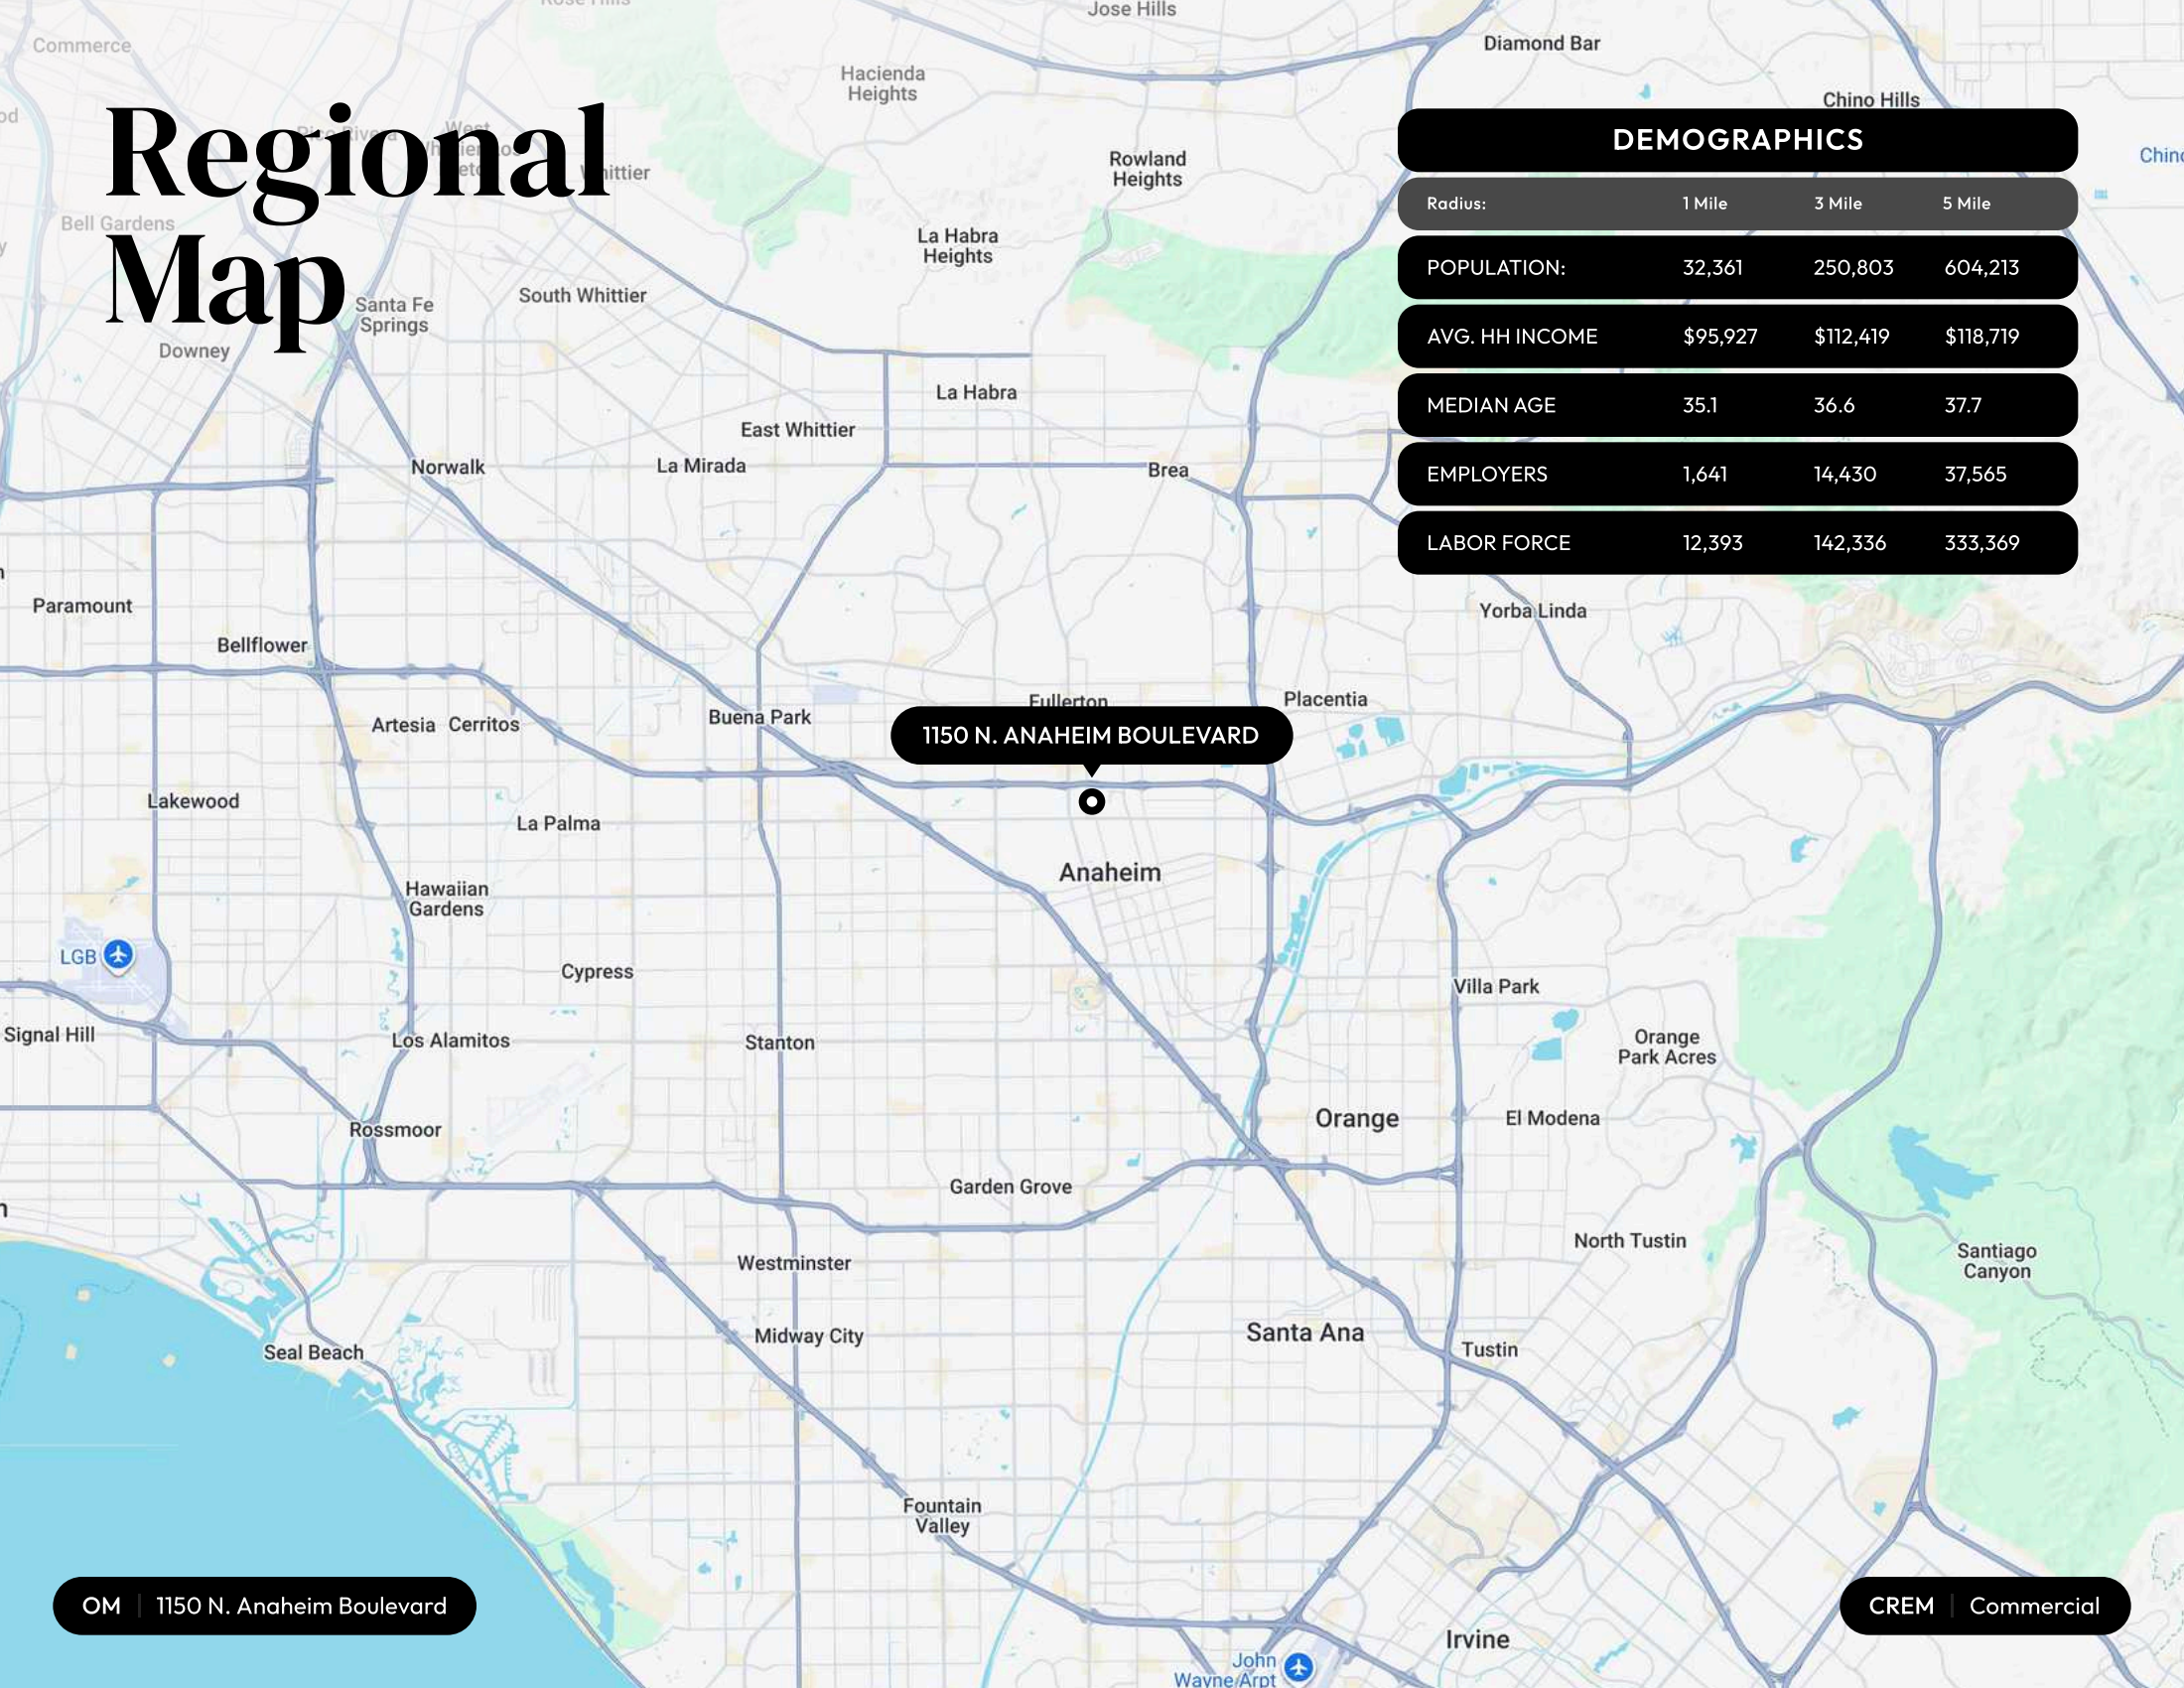 Regional
Map
DEMOGRAPHICS
Radius: 1 Mile 3 Mile 5 Mile
POPULATION: 32,361 250,803 604,213
AVG. HH INCOME $95,927 $112,419 $118,719
MEDIAN AGE 35.1 36.6 37.7
EMPLOYERS 1,641 14,430 37,565
LABOR FORCE 12,393 142,336 333,369
Rose Hills
Jose Hills
Commerce
Diamond Bar
Hacienda
Heights
Chino Hills
Pico Rivera
West
Whittier
Rowland
Heights
Bell Gardens
La Habra
Heights
South Whittier
Santa Fe
Springs
Downey
La Habra
East Whittier
Norwalk
La Mirada
Brea
Paramount
Yorba Linda
Bellflower
Fullerton
Placentia
Artesia
Cerritos
Buena Park
1150 N. ANAHEIM BOULEVARD
Lakewood
La Palma
Anaheim
Hawaiian
Gardens
LGB
Cypress
Villa Park
Signal Hill
Los Alamitos
Stanton
Orange
Park Acres
Rossmoor
Orange
El Modena
Garden Grove
North Tustin
Westminster
Santiago
Canyon
Midway City
Santa Ana
Seal Beach
Tustin
Fountain
Valley
Irvine
John
Wayne Arpt
OM 1150 N. Anaheim Boulevard
CREM Commercial